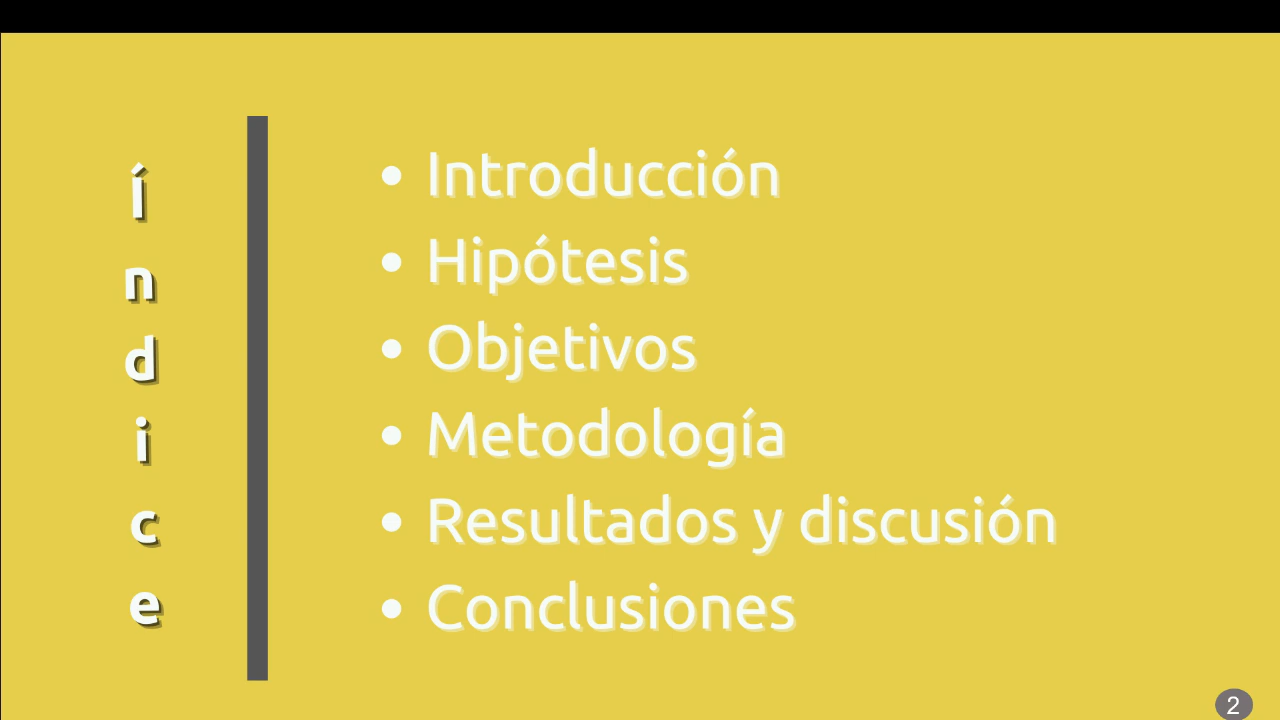 índice
• Introducción
• Hipótesis
• Objetivos
• Metodología
• Resultados y discusión
• Conclusiones
2